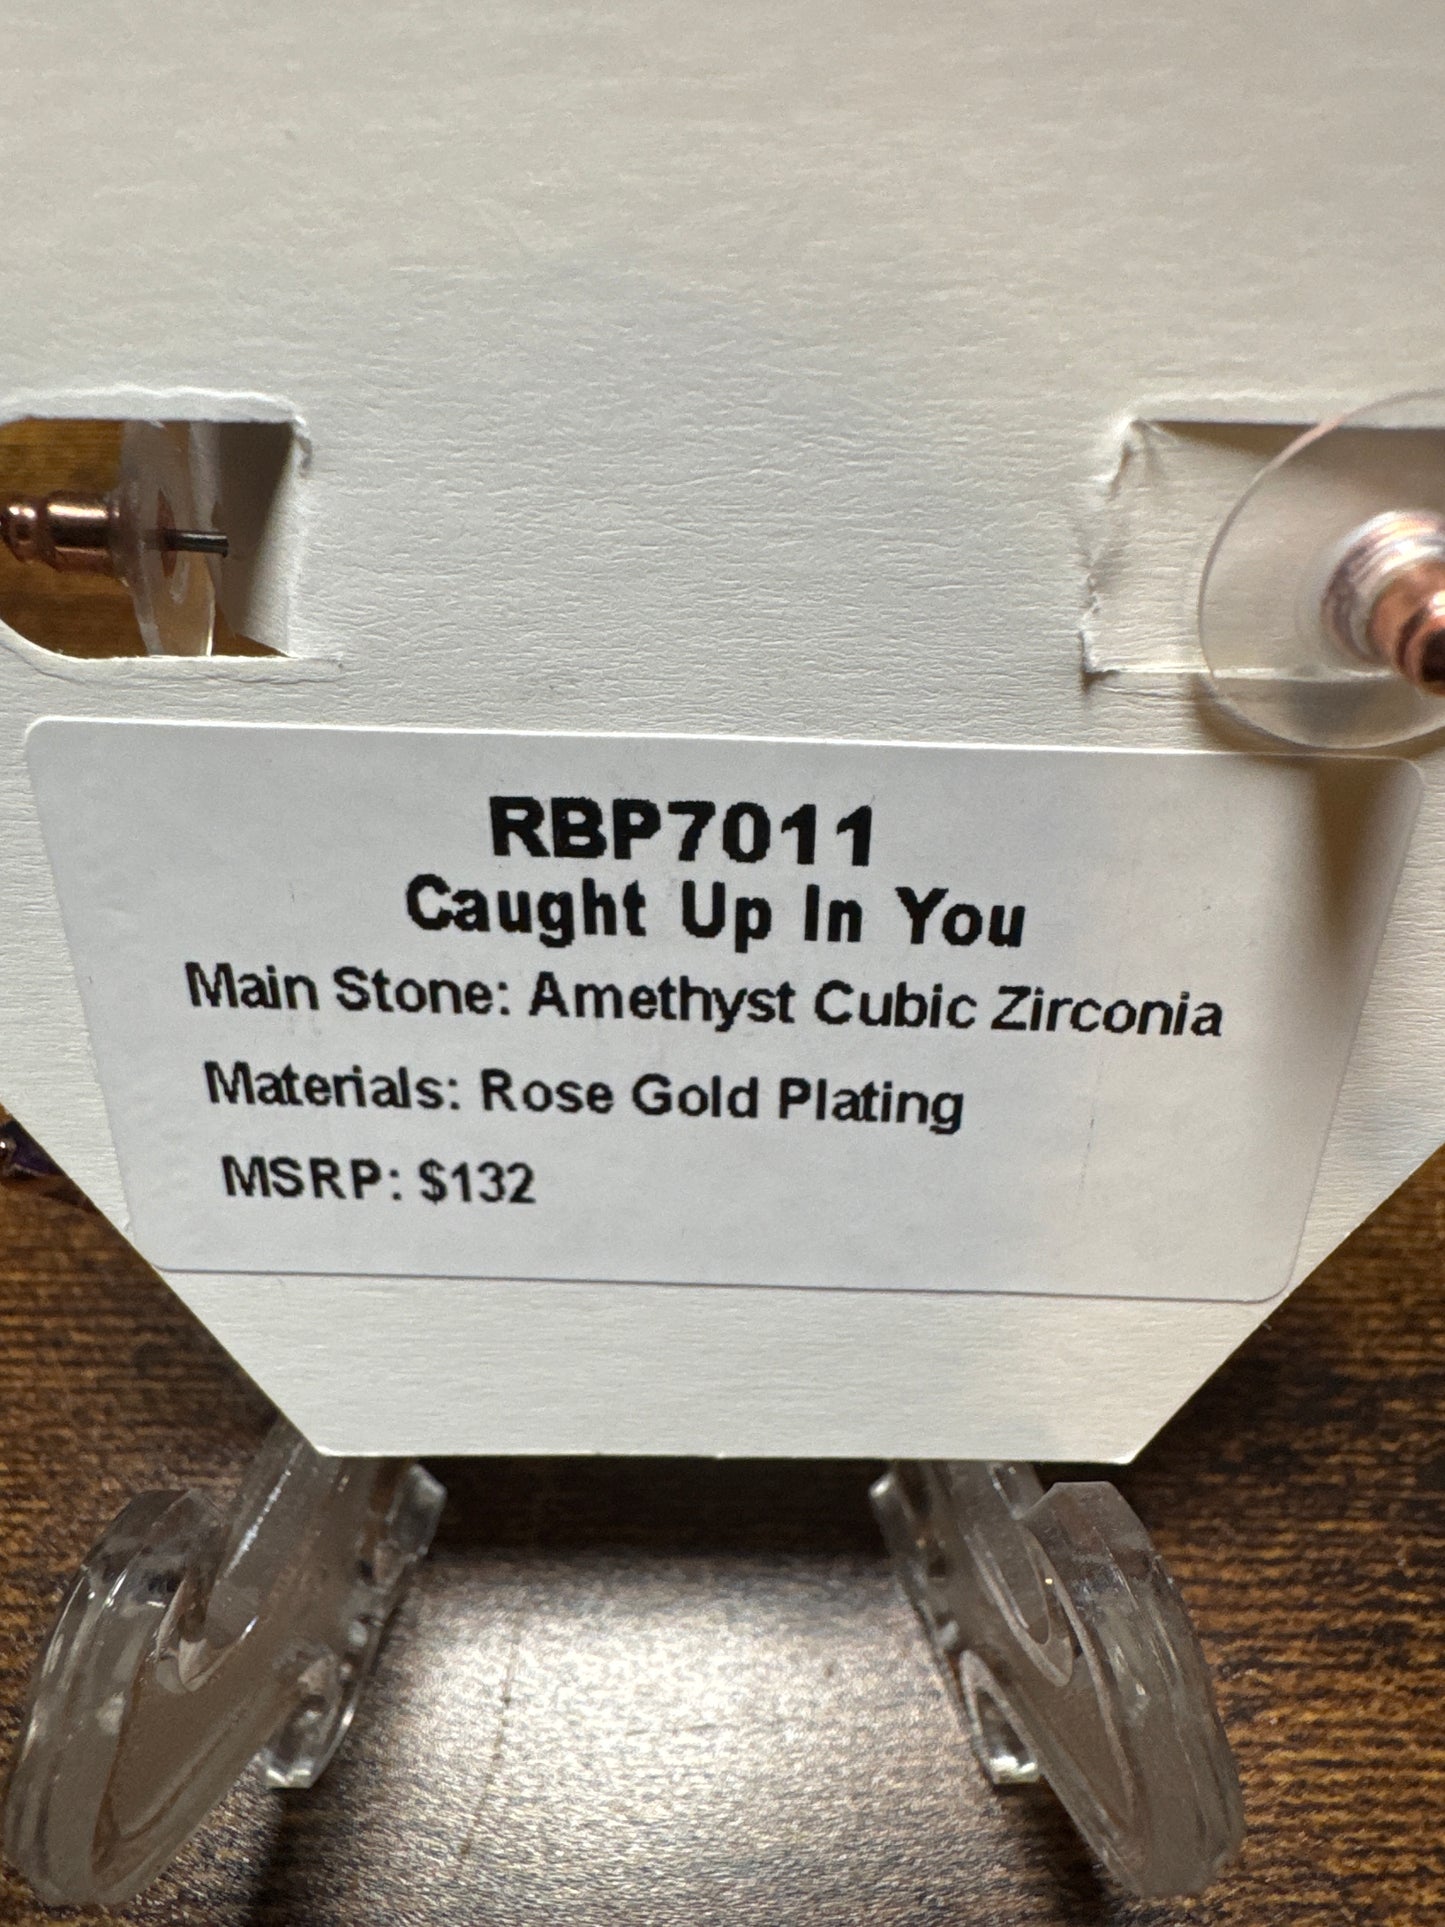 RBP7011
Caught Up In You
Main Stone: Amethyst Cubic Zirconia
Materials: Rose Gold Plating
MSRP: $132